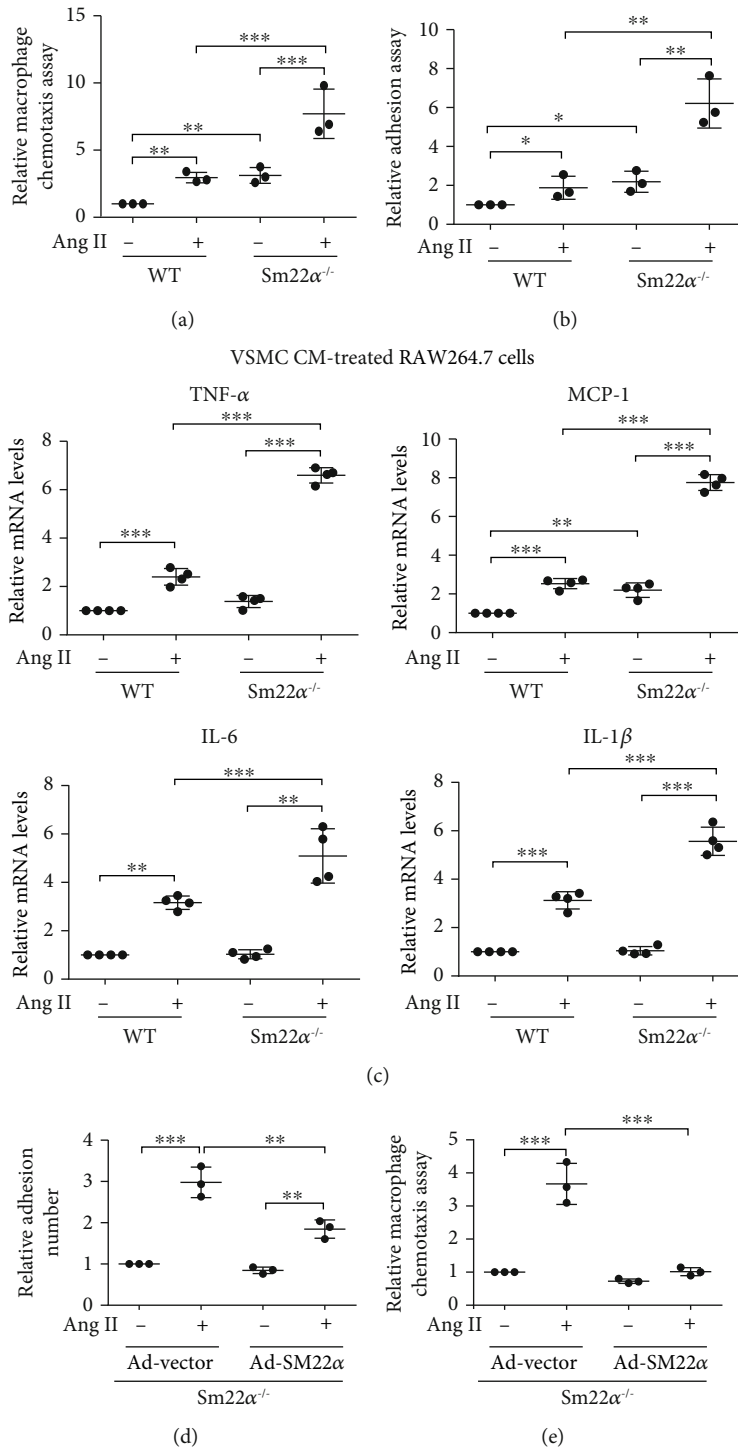 (a)
Relative macrophage
chemotaxis assay
15
10
5
0
**
**
***
***
Ang II
– + – +
WT Sm22α-/-
(b)
Relative adhesion assay
10
8
6
4
2
0
*
*
**
**
Ang II
– + – +
WT Sm22α-/-
(a) (b)
VSMC CM-treated RAW264.7 cells
TNF-α
Relative mRNA levels
8
6
4
2
0
***
***
***
Ang II
– + – +
WT Sm22α-/-
MCP-1
Relative mRNA levels
10
8
6
4
2
0
***
**
***
***
Ang II
– + – +
WT Sm22α-/-
IL-6
Relative mRNA levels
8
6
4
2
0
**
**
***
Ang II
– + – +
WT Sm22α-/-
IL-1β
Relative mRNA levels
8
6
4
2
0
***
***
***
– + – +
Ang II
WT Sm22α-/-
(c)
Relative adhesion
number
4
3
2
1
0
***
**
**
Ang II
– + – +
Ad-vector Ad-SM22α
Sm22α-/-
(d)
Relative macrophage
chemotaxis assay
5
4
3
2
1
0
***
***
Ang II
– + – +
Ad-vector Ad-SM22α
Sm22α-/-
(e)